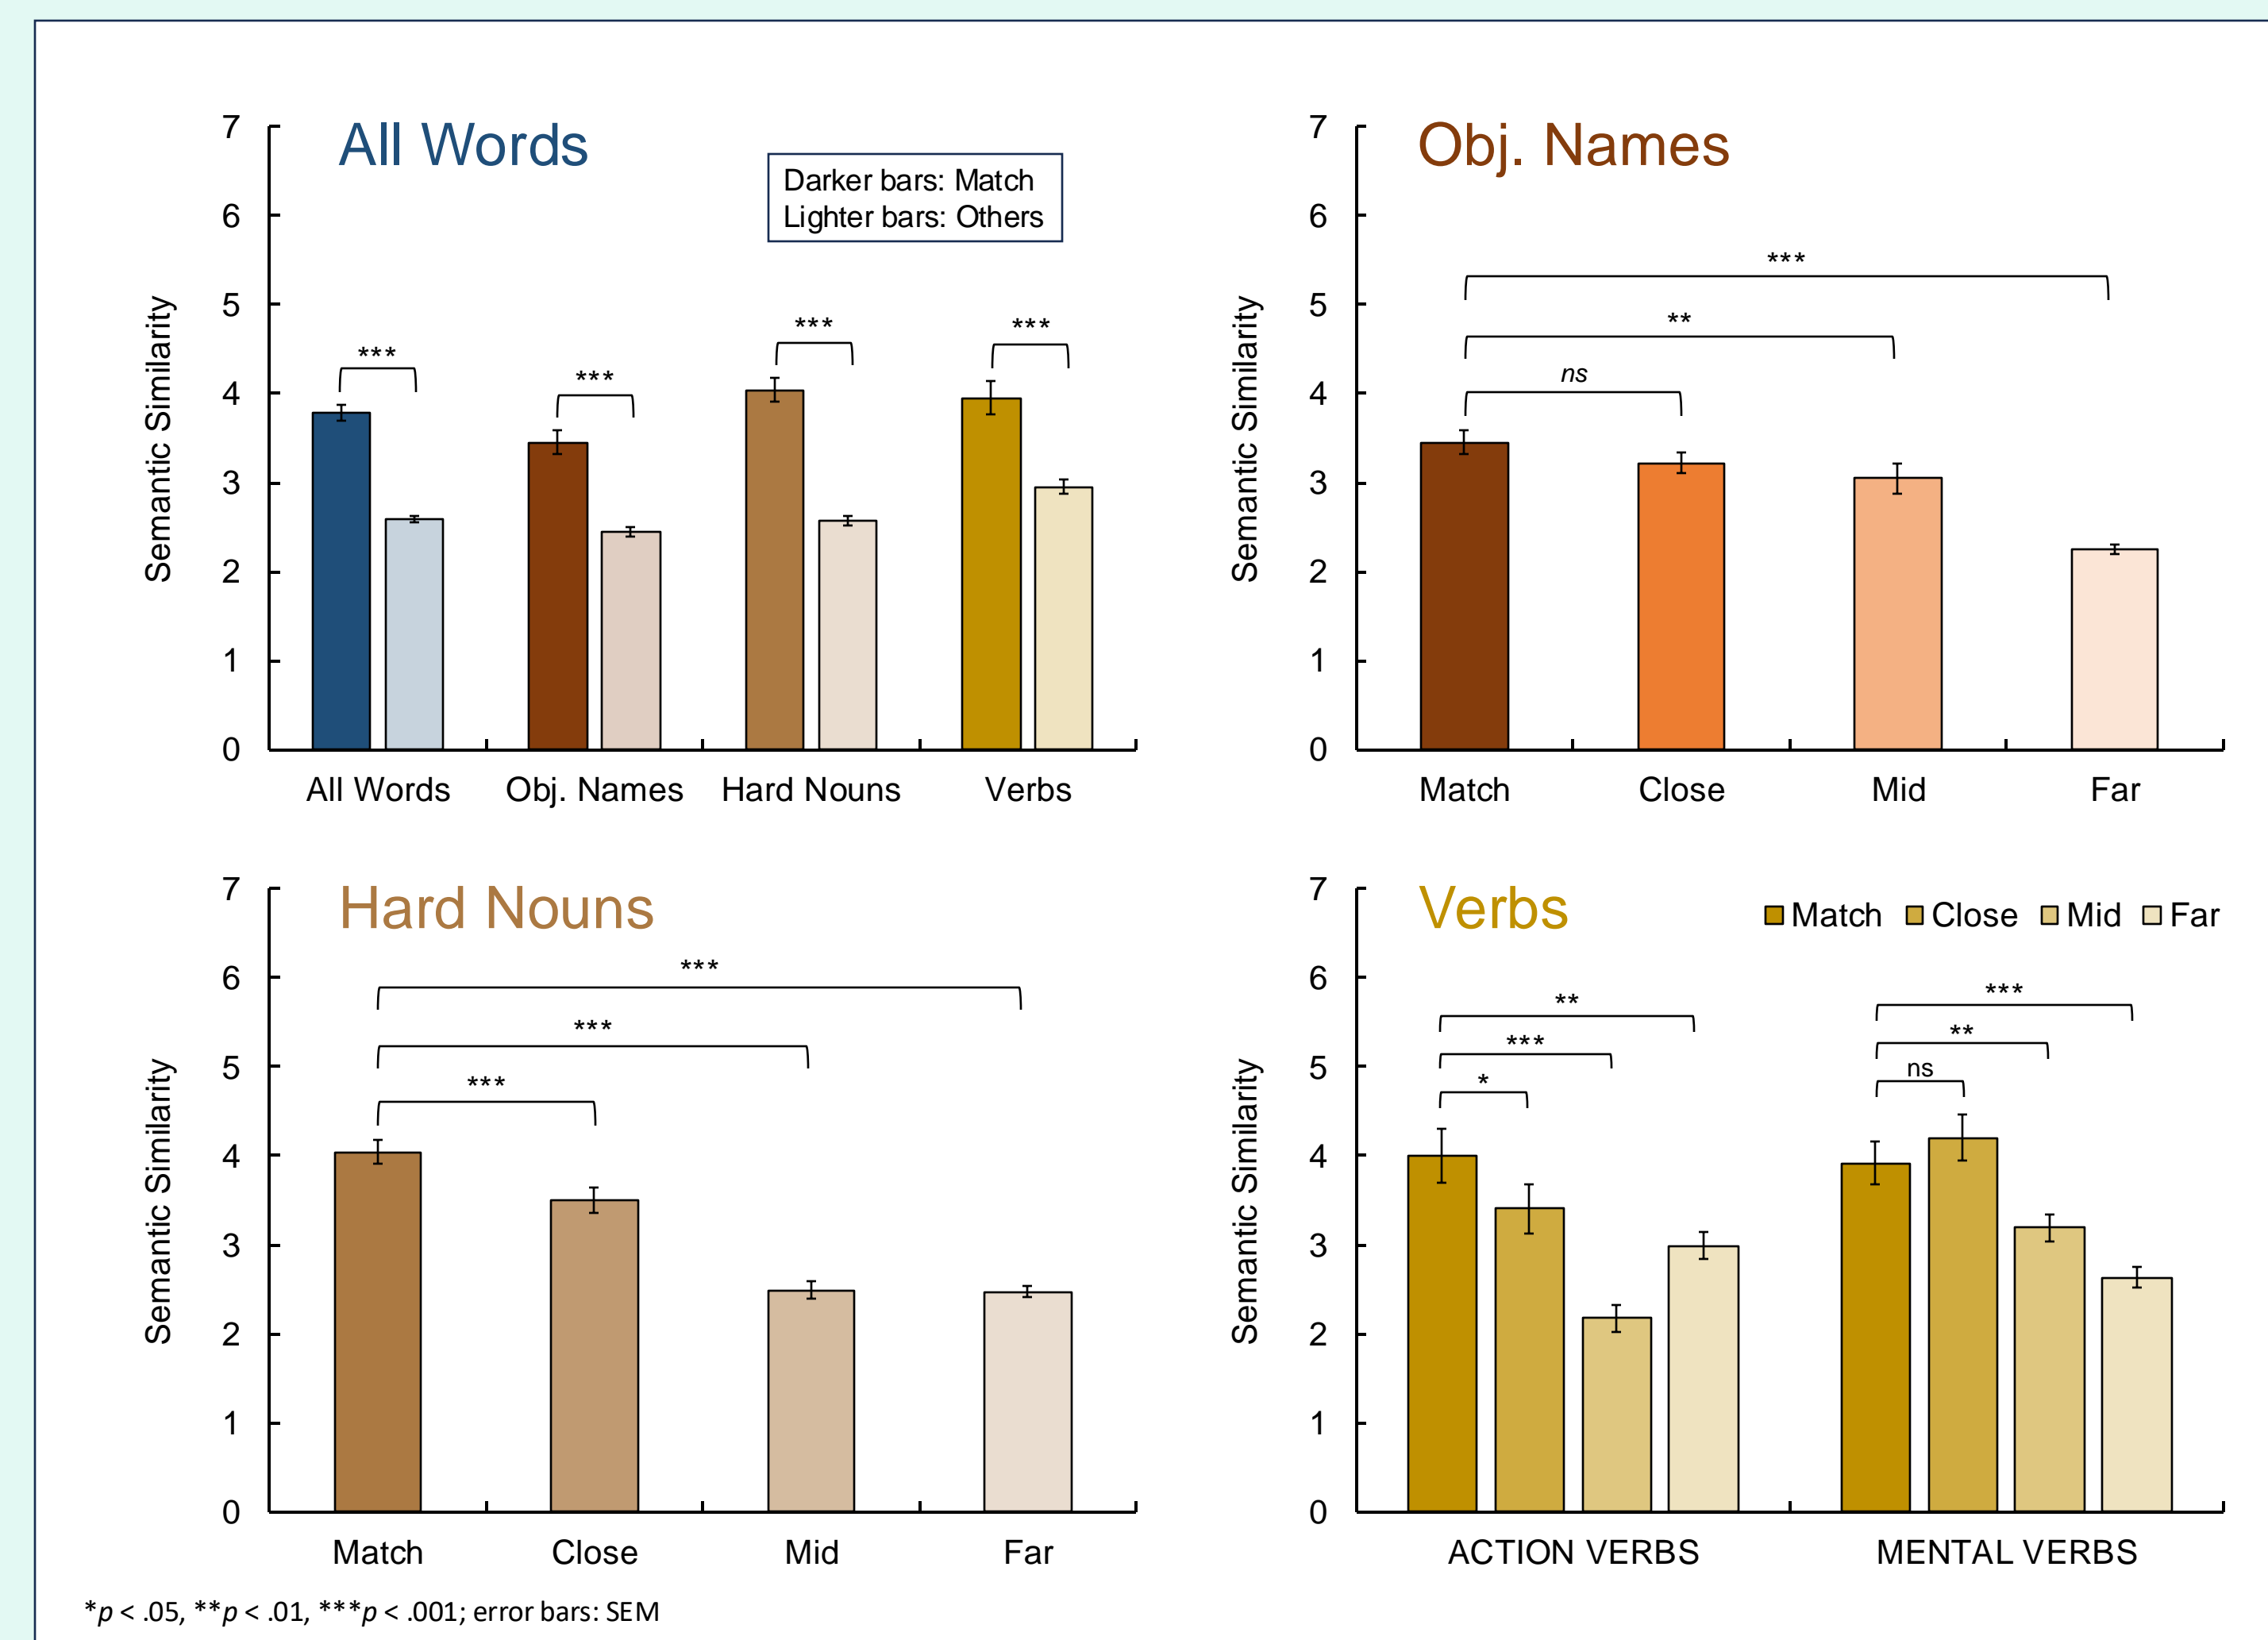 All Words
Darker bars: Match
Lighter bars: Others
Semantic Similarity
7
6
5
4
3
2
1
0
***
***
***
***
All Words Obj. Names Hard Nouns Verbs
Obj. Names
Semantic Similarity
7
6
5
4
3
2
1
0
***
**
ns
Match Close Mid Far
Hard Nouns
Semantic Similarity
7
6
5
4
3
2
1
0
***
***
***
Match Close Mid Far
Verbs
Match Close Mid Far
Semantic Similarity
7
6
5
4
3
2
1
0
**
***
*
***
**
ns
ACTION VERBS MENTAL VERBS
*p < .05, **p < .01, ***p < .001; error bars: SEM